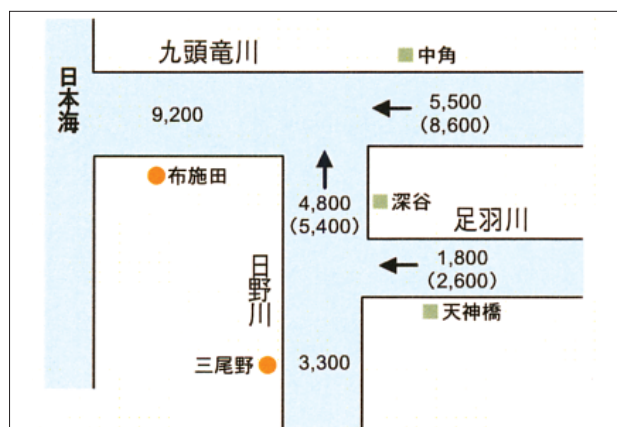 九頭竜川
中角
日本海
9,200
5,500
(8,600)
布施田
4,800
(5,400)
深谷
足羽川
1,800
(2,600)
日野川
天神橋
三尾野
3,300